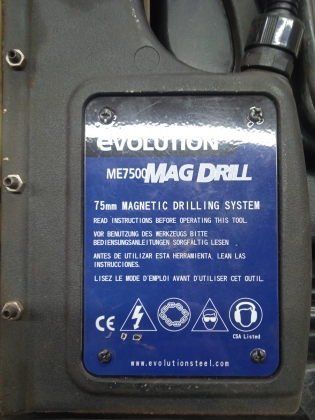 evolution
ME7500 MAG DRILL
75mm MAGNETIC DRILLING SYSTEM
READ INSTRUCTIONS BEFORE OPERATING THIS TOOL.
VOR BENUTZUNG DES WERKZEUGS BITTE
BEDIENSUNGSANLEITUNGEN SORGFÄLTIG LESEN
ANTES DE UTILIZAR ESTA HERRAMIENTA, LEAN LAS
INSTRUCCIONES.
LISEZ LE MODE D'EMPLOI AVANT D'UTILISER CET OUTIL.
CE
CSA Listed
www.evolutionsteel.com